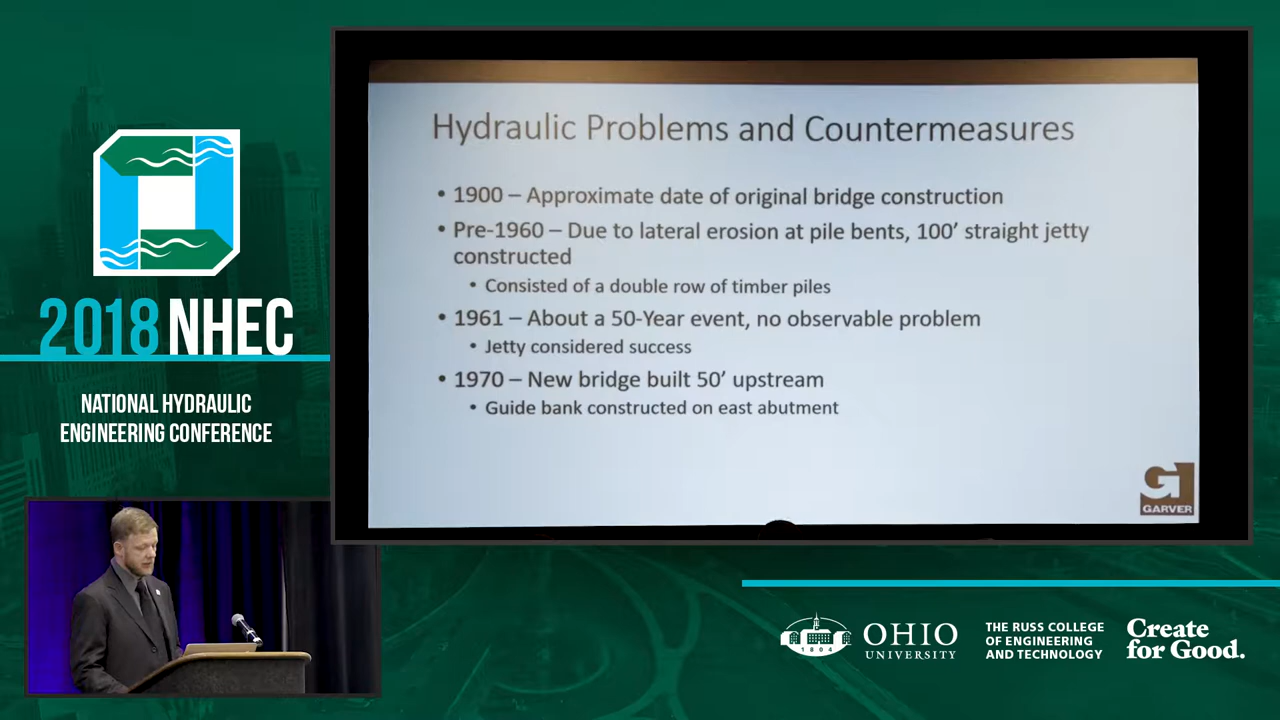 2018 NHEC
NATIONAL HYDRAULIC
ENGINEERING CONFERENCE
Hydraulic Problems and Countermeasures
• 1900 – Approximate date of original bridge construction
• Pre-1960 – Due to lateral erosion at pile bents, 100’ straight jetty
constructed
• Consisted of a double row of timber piles
• 1961 – About a 50-Year event, no observable problem
• Jetty considered success
• 1970 – New bridge built 50’ upstream
• Guide bank constructed on east abutment
G
GARVER
1804
OHIO
UNIVERSITY
THE RUSS COLLEGE
OF ENGINEERING
AND TECHNOLOGY
Create
for Good.